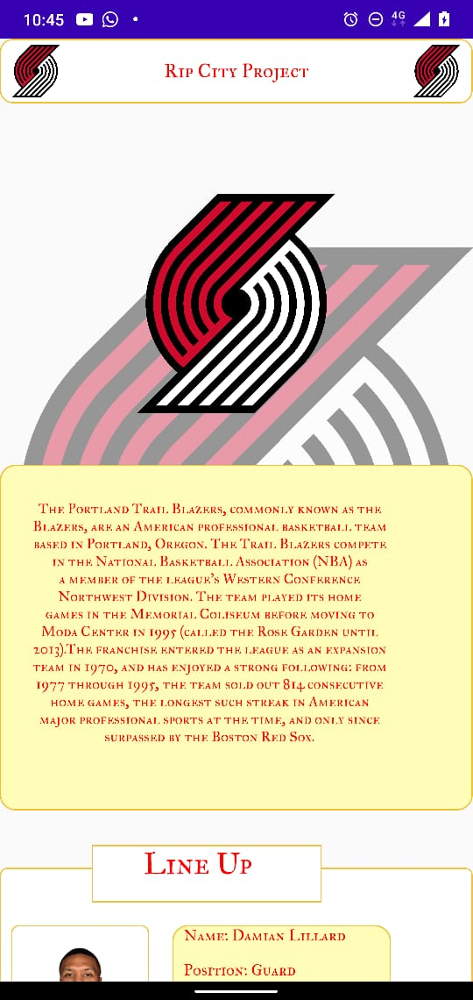 10:45
4G
Rip City Project
The Portland Trail Blazers, commonly known as the
Blazers, are an American professional basketball team
based in Portland, Oregon. The Trail Blazers compete
in the National Basketball Association (NBA) as
a member of the league's Western Conference
Northwest Division. The team played its home
games in the Memorial Coliseum before moving to
Moda Center in 1995 (called the Rose Garden until
2013).The franchise entered the league as an expansion
team in 1970, and has enjoyed a strong following: from
1977 through 1995, the team sold out 814 consecutive
home games, the longest such streak in American
major professional sports at the time, and only since
surpassed by the Boston Red Sox.
Line Up
Name: Damian Lillard
Position: Guard